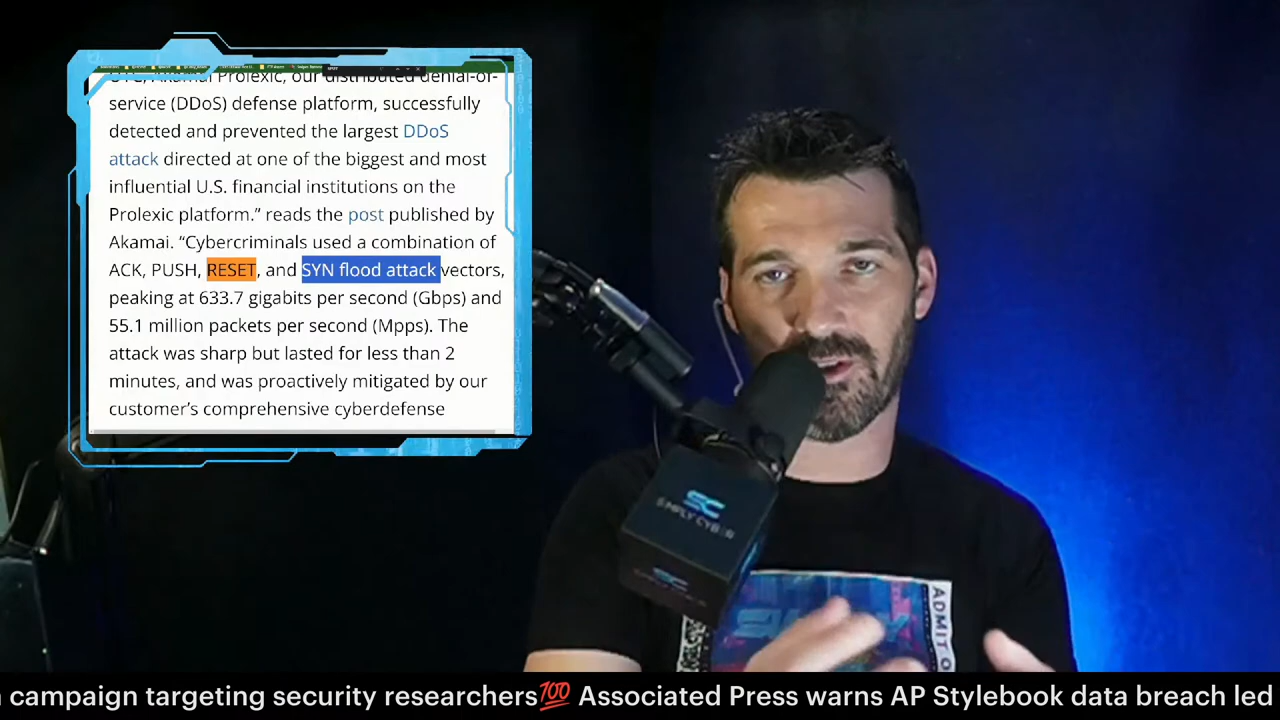 service (DDoS) defense platform, successfully
detected and prevented the largest DDoS
attack directed at one of the biggest and most
influential U.S. financial institutions on the
Prolexic platform.” reads the post published by
Akamai. “Cybercriminals used a combination of
ACK, PUSH, RESET, and SYN flood attack vectors,
peaking at 633.7 gigabits per second (Gbps) and
55.1 million packets per second (Mpps). The
attack was sharp but lasted for less than 2
minutes, and was proactively mitigated by our
customer’s comprehensive cyberdefense
SC
SIMPLY CYBER
ADMIT O
campaign targeting security researchers💯 Associated Press warns AP Stylebook data breach led